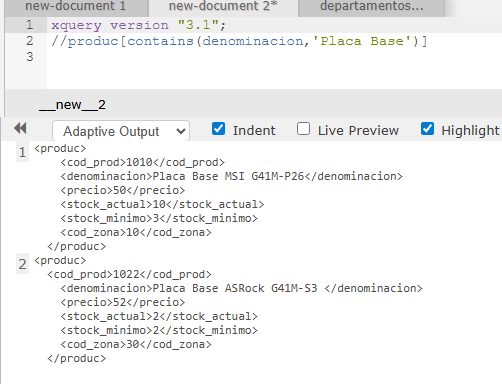 new-document 1 new-document 2* departamentos...
1 xquery version "3.1";
2 //produc[contains(denominacion,'Placa Base')]
3
__new__2
Adaptive Output Indent Live Preview Highlight
1 <produc>
<cod_prod>1010</cod_prod>
<denominacion>Placa Base MSI G41M-P26</denominacion>
<precio>50</precio>
<stock_actual>10</stock_actual>
<stock_minimo>3</stock_minimo>
<cod_zona>10</cod_zona>
</produc>
2 <produc>
<cod_prod>1022</cod_prod>
<denominacion>Placa Base ASRock G41M-S3 </denominacion>
<precio>52</precio>
<stock_actual>2</stock_actual>
<stock_minimo>2</stock_minimo>
<cod_zona>30</cod_zona>
</produc>